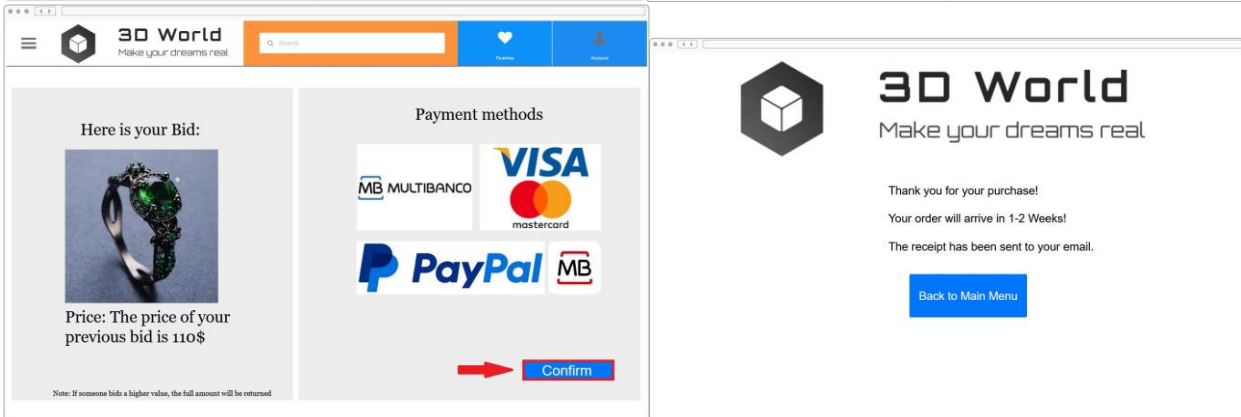 3D World
Make your dreams real
Search
Favorites
Account
Here is your Bid:
Price: The price of your
previous bid is 110$
Note: If someone bids a higher value, the full amount will be returned
Payment methods
MB MULTIBANCO
VISA
mastercard
PayPal
MB
Confirm
3D World
Make your dreams real
Thank you for your purchase!
Your order will arrive in 1-2 Weeks!
The receipt has been sent to your email.
Back to Main Menu